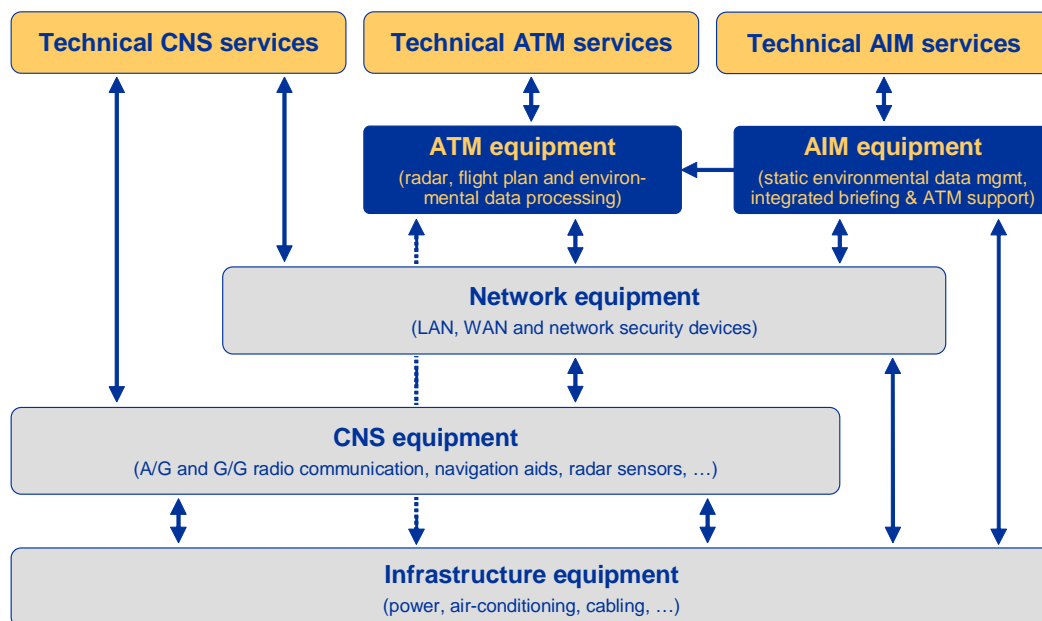 Technical CNS services
Technical ATM services
Technical AIM services
ATM equipment
(radar, flight plan and environ-
mental data processing)
AIM equipment
(static environmental data mgmt,
integrated briefing & ATM support)
Network equipment
(LAN, WAN and network security devices)
CNS equipment
(A/G and G/G radio communication, navigation aids, radar sensors, …)
Infrastructure equipment
(power, air-conditioning, cabling, …)